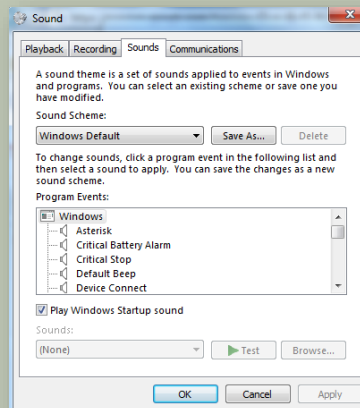 Sound
Playback Recording Sounds Communications
A sound theme is a set of sounds applied to events in Windows
and programs. You can select an existing scheme or save one you
have modified.
Sound Scheme:
Windows Default Save As... Delete
To change sounds, click a program event in the following list and
then select a sound to apply. You can save the changes as a new
sound scheme.
Program Events:
Windows
Asterisk
Critical Battery Alarm
Critical Stop
Default Beep
Device Connect
Play Windows Startup sound
Sounds:
(None) Test Browse...
OK Cancel Apply